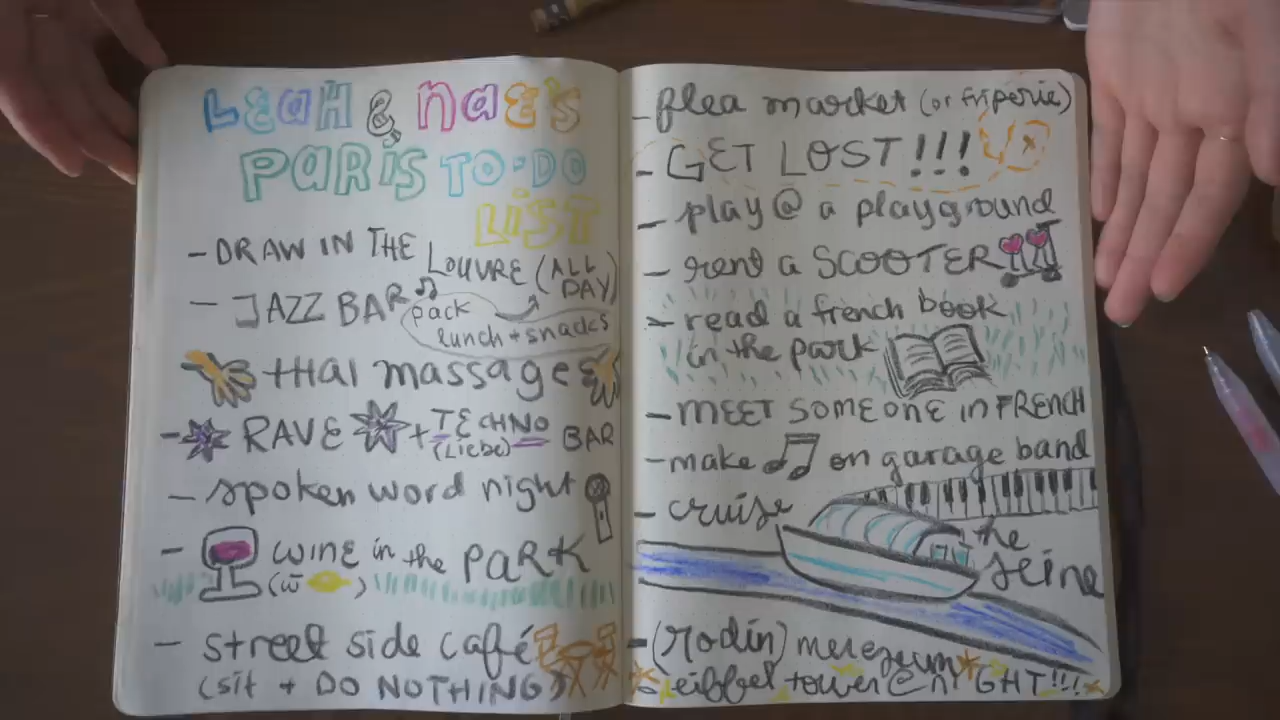 LEAH & NAE'S
PARIS TO-DO
LIST
- DRAW IN THE LOUVRE (ALL DAY)
pack lunch + snacks
- JAZZ BAR
thai massages
- RAVE + TECHNO BAR
(Liebe)
- spoken word night
- WINE in the PARK
(w̄ )
- street side café
(sit + DO NOTHING)
- flea market (or friperie)
- GET LOST!!!
- play @ a playground
- rent a SCOOTER
- read a french book
in the park
- MEET SOMEONE in FRENCH
- make on garage band
- cruise the Seine
- (rodin) mueseum
- eiffel tower @ nIGHT!!!